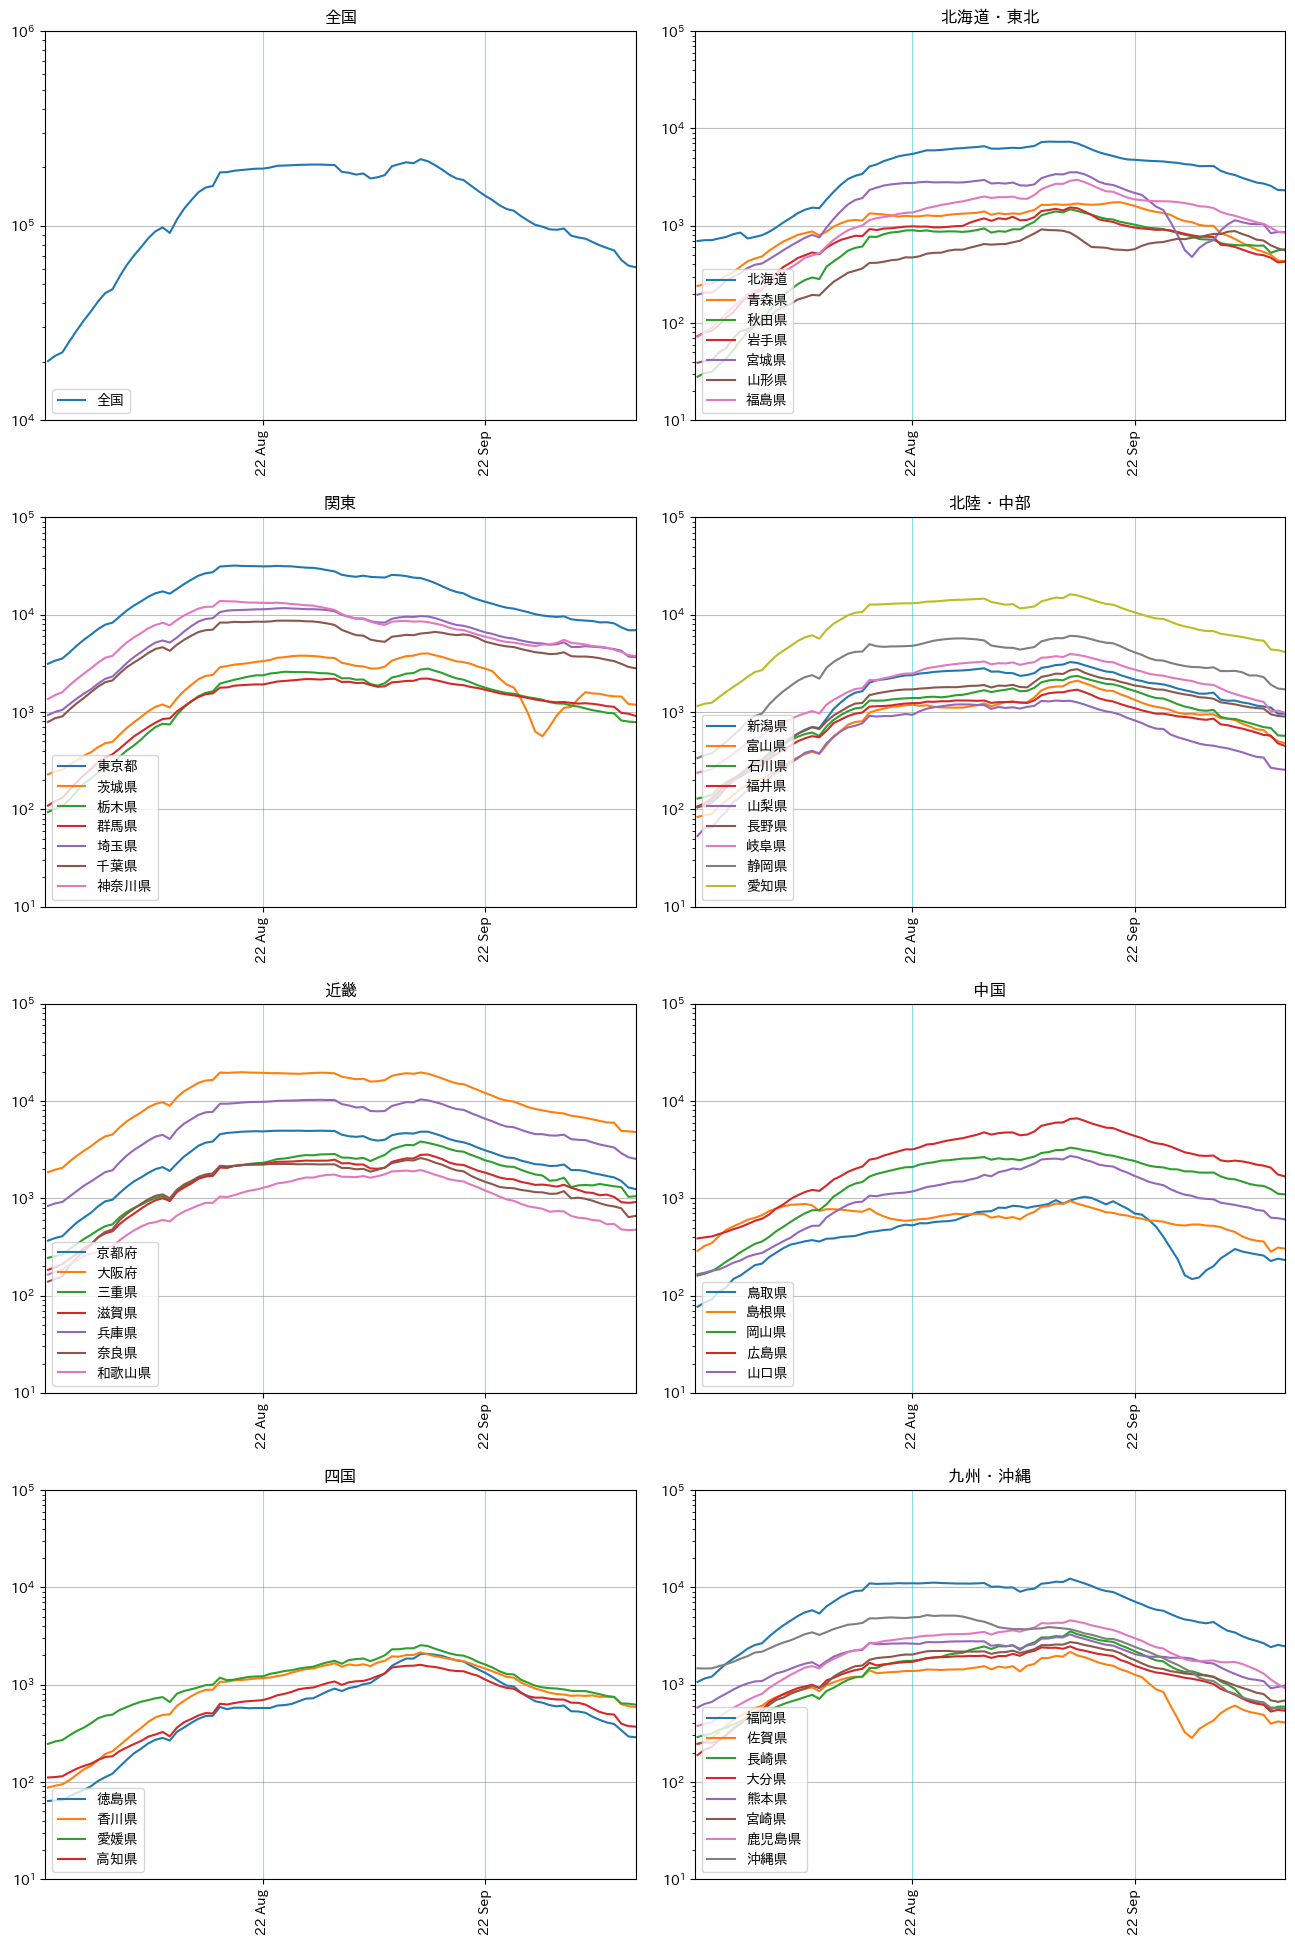 全国
10^6
10^5
10^4
22 Aug
22 Sep
全国
北海道・東北
10^5
10^4
10^3
10^2
10^1
22 Aug
22 Sep
北海道
青森県
秋田県
岩手県
宮城県
山形県
福島県
関東
10^5
10^4
10^3
10^2
10^1
22 Aug
22 Sep
東京都
茨城県
栃木県
群馬県
埼玉県
千葉県
神奈川県
北陸・中部
10^5
10^4
10^3
10^2
10^1
22 Aug
22 Sep
新潟県
富山県
石川県
福井県
山梨県
長野県
岐阜県
静岡県
愛知県
近畿
10^5
10^4
10^3
10^2
10^1
22 Aug
22 Sep
京都府
大阪府
三重県
滋賀県
兵庫県
奈良県
和歌山県
中国
10^5
10^4
10^3
10^2
10^1
22 Aug
22 Sep
鳥取県
島根県
岡山県
広島県
山口県
四国
10^5
10^4
10^3
10^2
10^1
22 Aug
22 Sep
徳島県
香川県
愛媛県
高知県
九州・沖縄
10^5
10^4
10^3
10^2
10^1
22 Aug
22 Sep
福岡県
佐賀県
長崎県
大分県
熊本県
宮崎県
鹿児島県
沖縄県